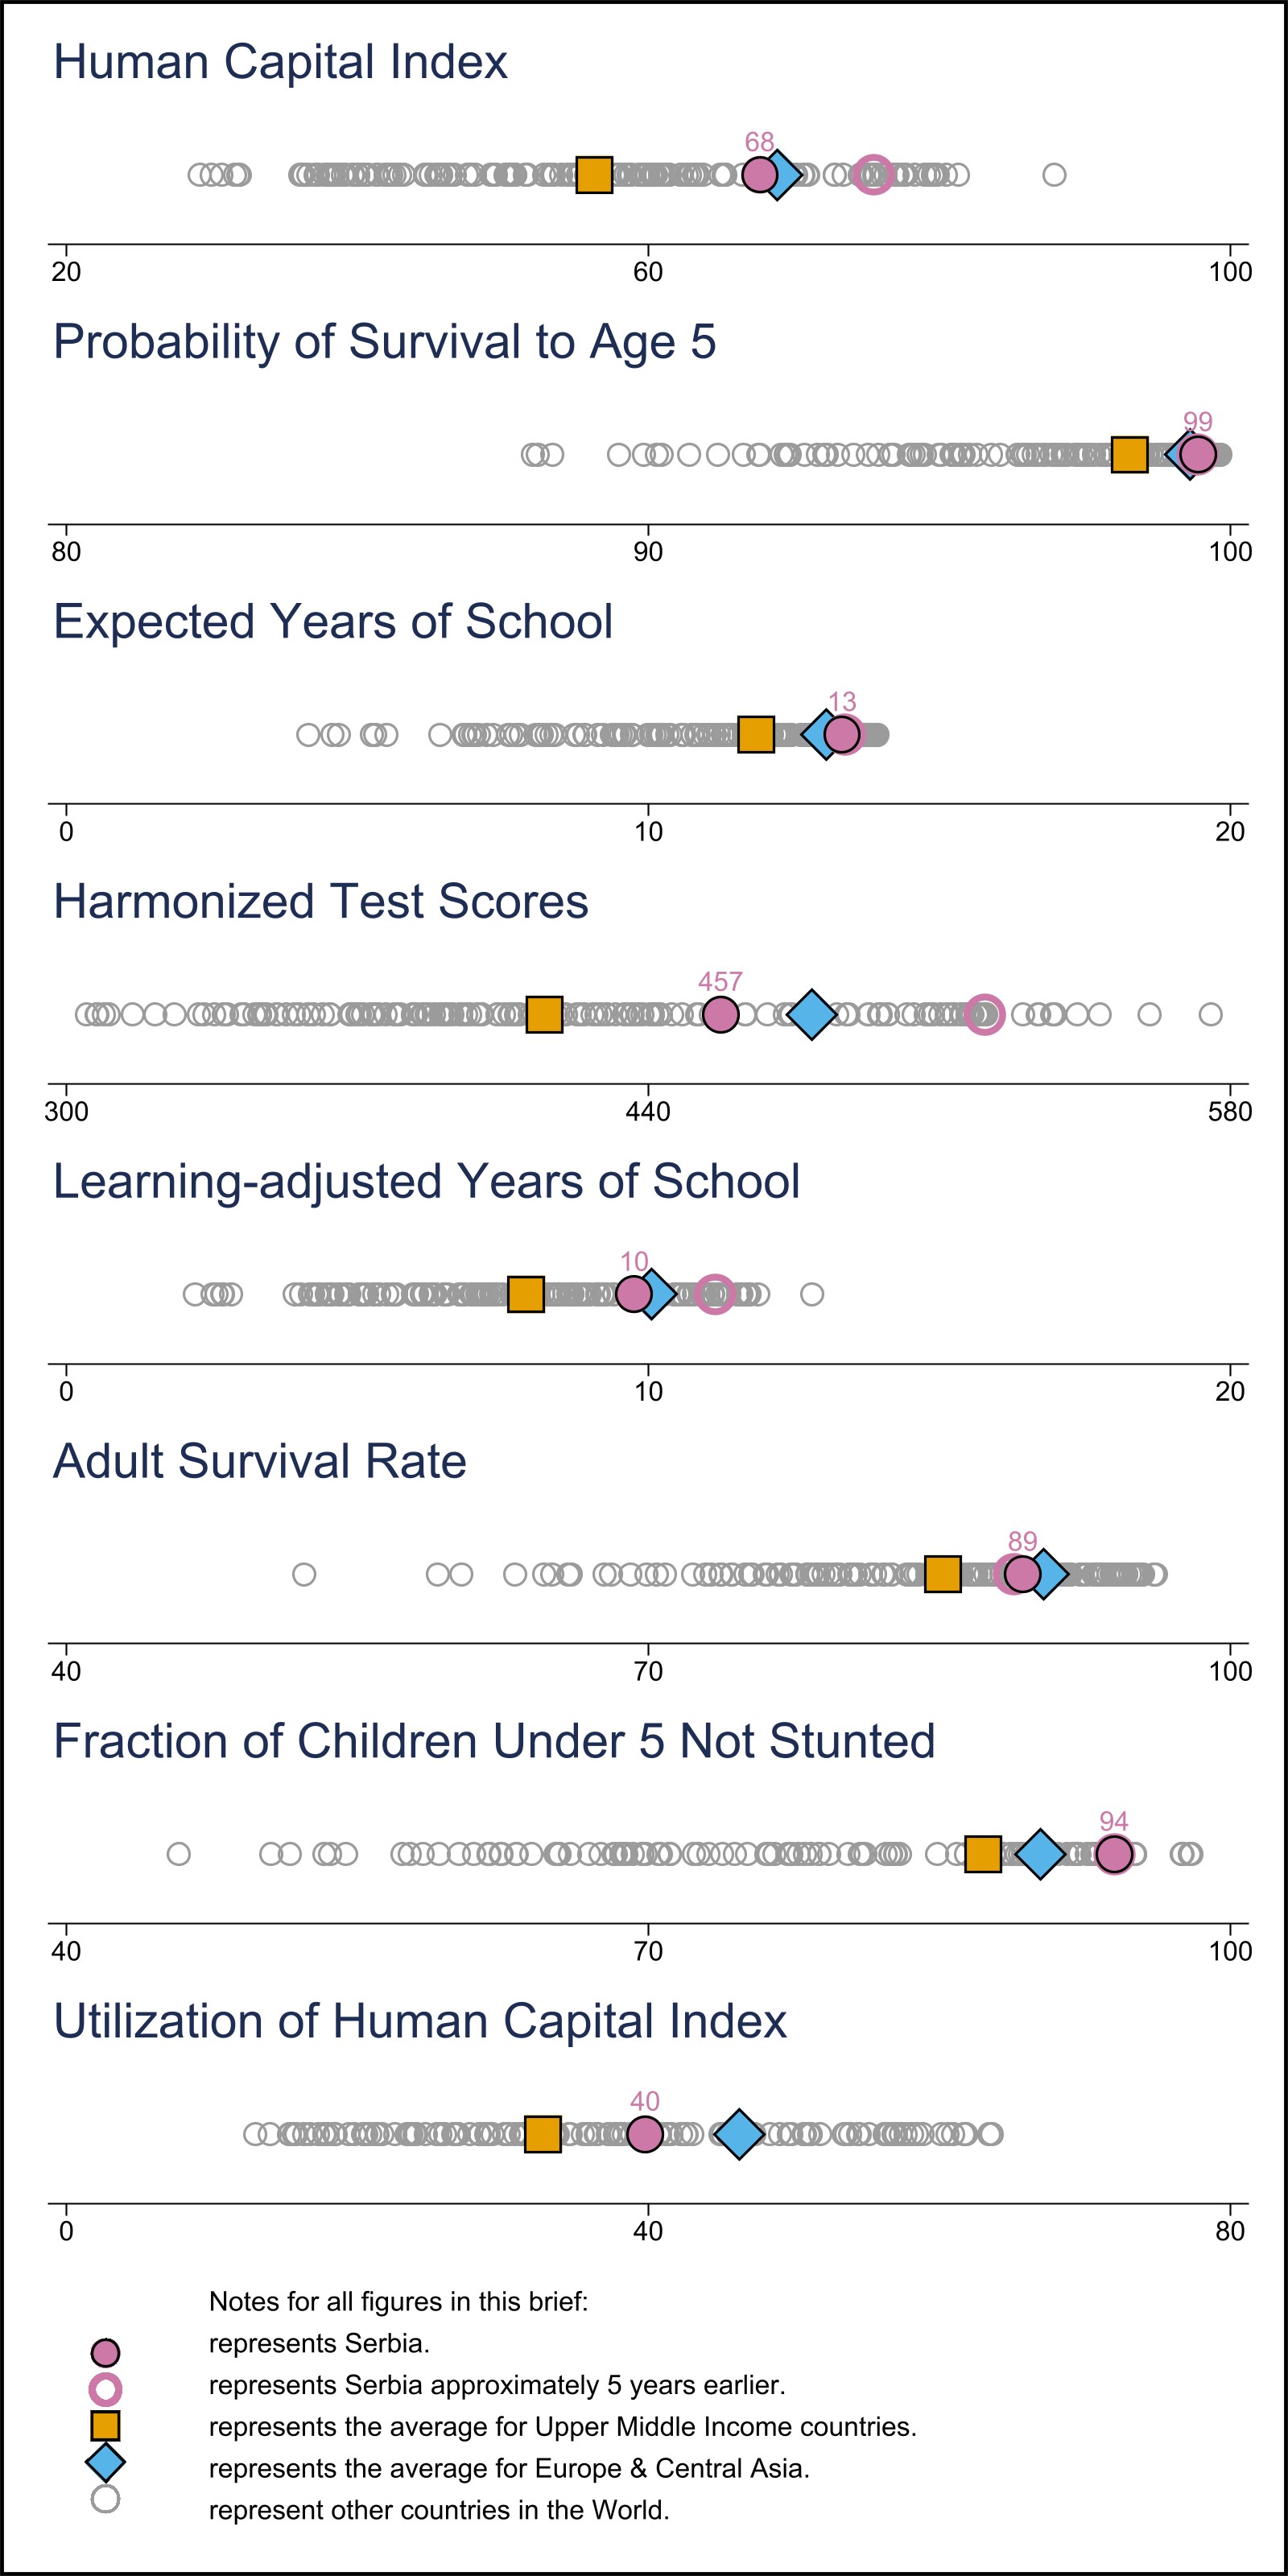 Human Capital Index
68
20 60 100
Probability of Survival to Age 5
99
80 90 100
Expected Years of School
13
0 10 20
Harmonized Test Scores
457
300 440 580
Learning-adjusted Years of School
10
0 10 20
Adult Survival Rate
89
40 70 100
Fraction of Children Under 5 Not Stunted
94
40 70 100
Utilization of Human Capital Index
40
0 40 80
Notes for all figures in this brief:
represents Serbia.
represents Serbia approximately 5 years earlier.
represents the average for Upper Middle Income countries.
represents the average for Europe & Central Asia.
represent other countries in the World.